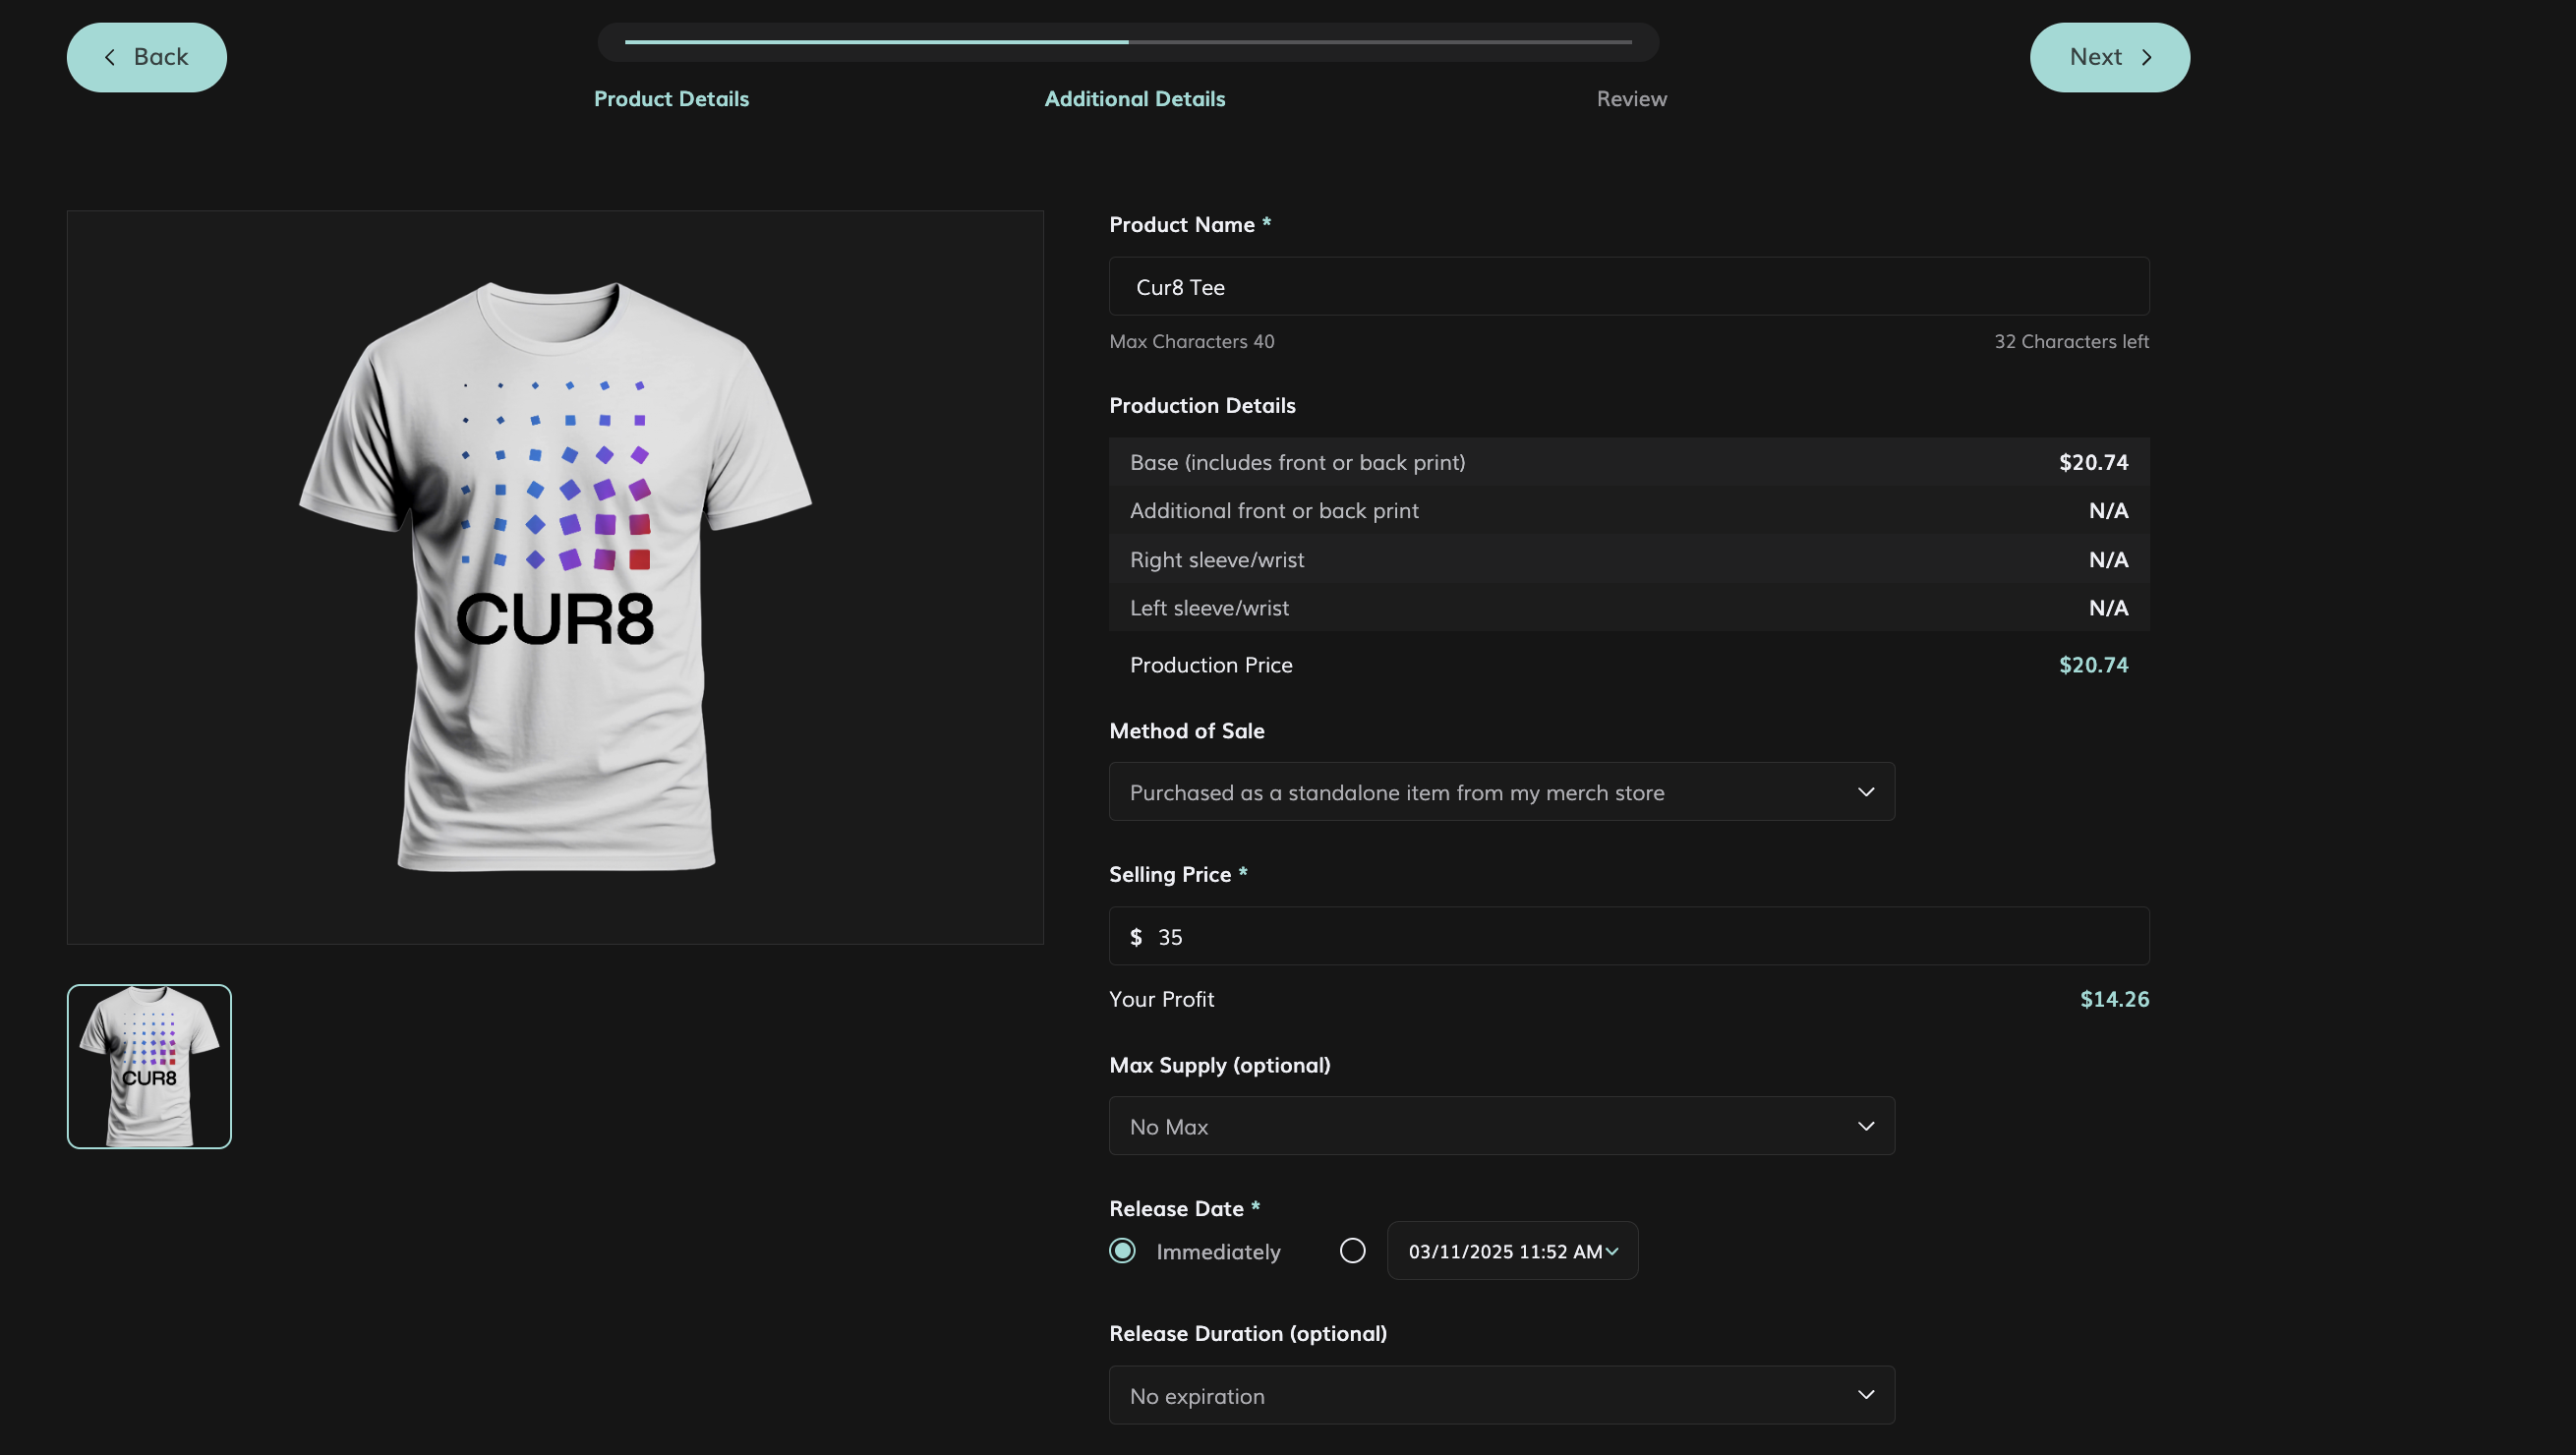 Back
Next
Product Details
Additional Details
Review
CUR8
CUR8
Product Name *
Cur8 Tee
Max Characters 40
32 Characters left
Production Details
Base (includes front or back print)
$20.74
Additional front or back print
N/A
Right sleeve/wrist
N/A
Left sleeve/wrist
N/A
Production Price
$20.74
Method of Sale
Purchased as a standalone item from my merch store
Selling Price *
$ 35
Your Profit
$14.26
Max Supply (optional)
No Max
Release Date *
Immediately
03/11/2025 11:52 AM
Release Duration (optional)
No expiration